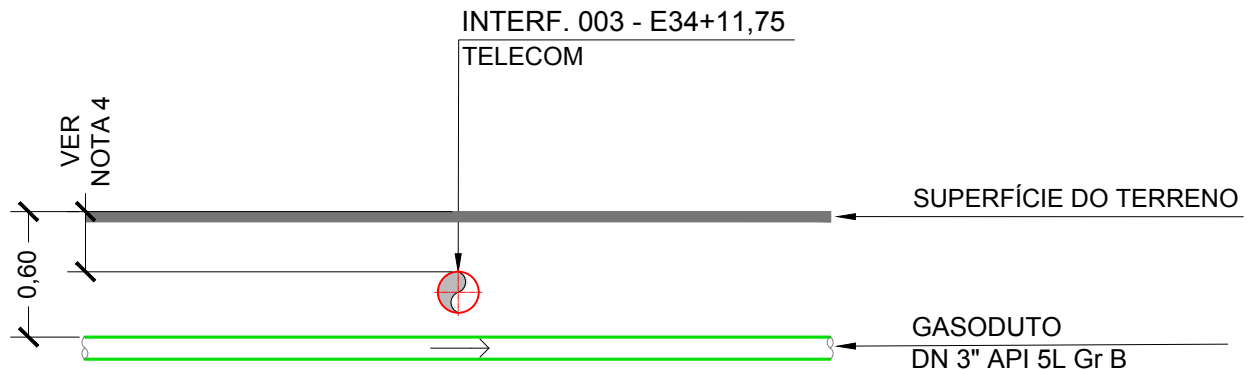 INTERF. 003 - E34+11,75
TELECOM
VER
NOTA 4
SUPERFÍCIE DO TERRENO
0,60
GASODUTO
DN 3" API 5L Gr B